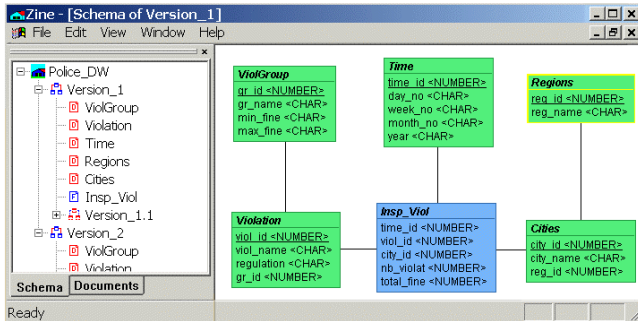 Zine - [Schema of Version_1]
File Edit View Window Help
Police_DW
Version_1
ViolGroup
Violation
Time
Regions
Cities
Insp_Viol
Version_1.1
Version_2
ViolGroup
Violation
Schema Documents
ViolGroup
gr_id <NUMBER>
gr_name <CHAR>
min_fine <CHAR>
max_fine <CHAR>
Time
time_id <NUMBER>
day_no <CHAR>
week_no <CHAR>
month_no <CHAR>
year <CHAR>
Regions
reg_id <NUMBER>
reg_name <CHAR>
Violation
viol_id <NUMBER>
viol_name <CHAR>
regulation <CHAR>
gr_id <NUMBER>
Insp_Viol
time_id <NUMBER>
viol_id <NUMBER>
city_id <NUMBER>
nb_violat <NUMBER>
total_fine <NUMBER>
Cities
city_id <NUMBER>
city_name <CHAR>
reg_id <NUMBER>
Ready